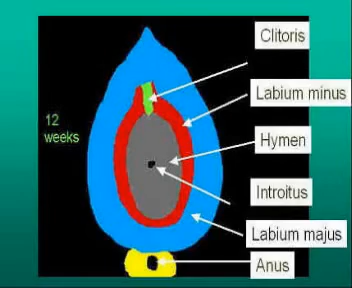 Clitoris
Labium minus
12
weeks
Hymen
Introitus
Labium majus
Anus